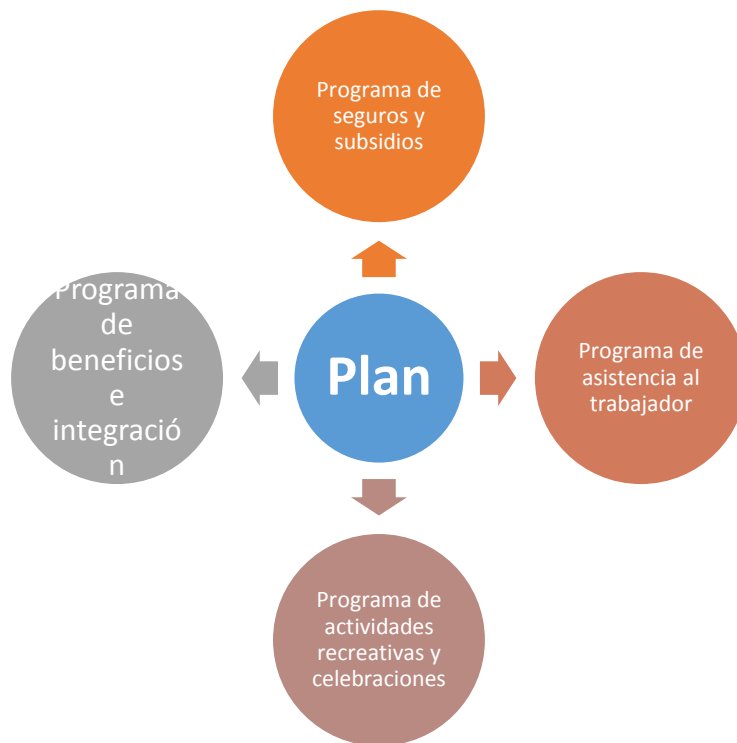 Programa de
seguros y
subsidios
Programa
de
beneficios
e
integració
n
Plan
Programa de
asistencia al
trabajador
Programa de
actividades
recreativas y
celebraciones